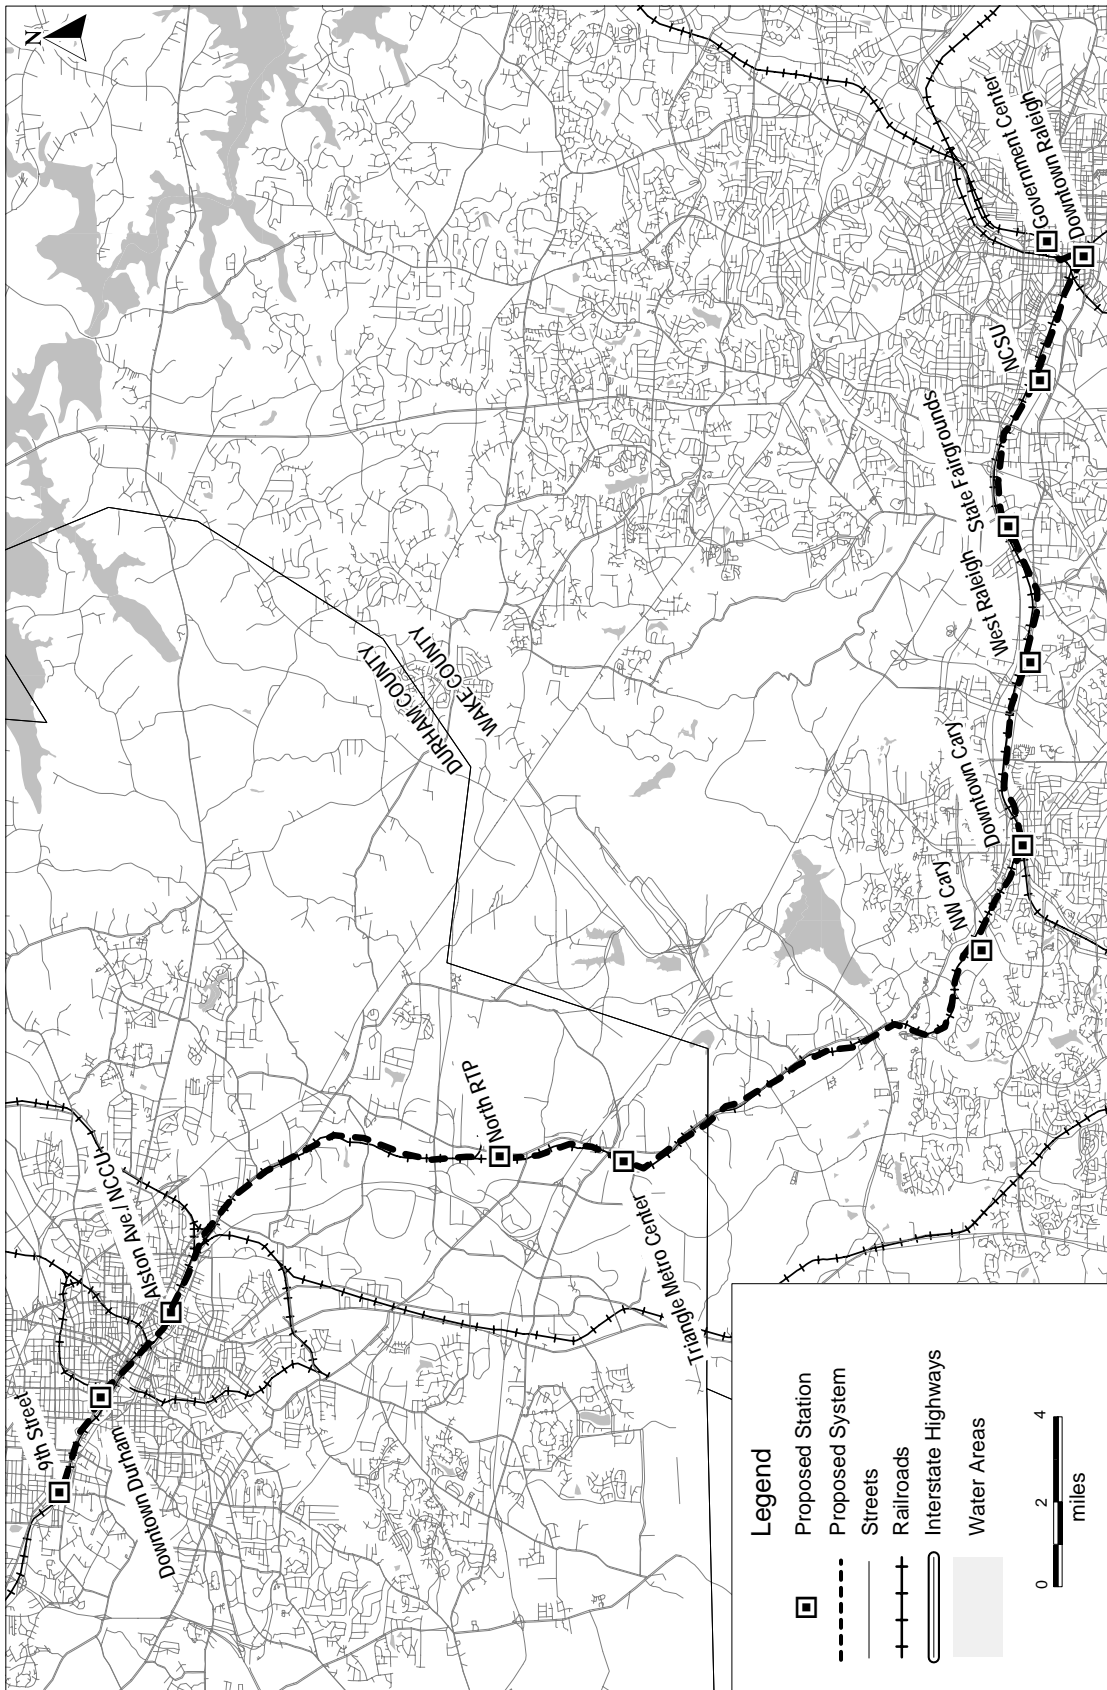 N
9th Street
Downtown Durham
Alston Ave./ NCCU
North RTP
Triangle Metro Center
DURHAM COUNTY
WAKE COUNTY
NW Cary
Downtown Cary
West Raleigh
State Fairgrounds
NCSU
Government Center
Downtown Raleigh
Legend
Proposed Station
Proposed System
Streets
Railroads
Interstate Highways
Water Areas
0 2 4
miles